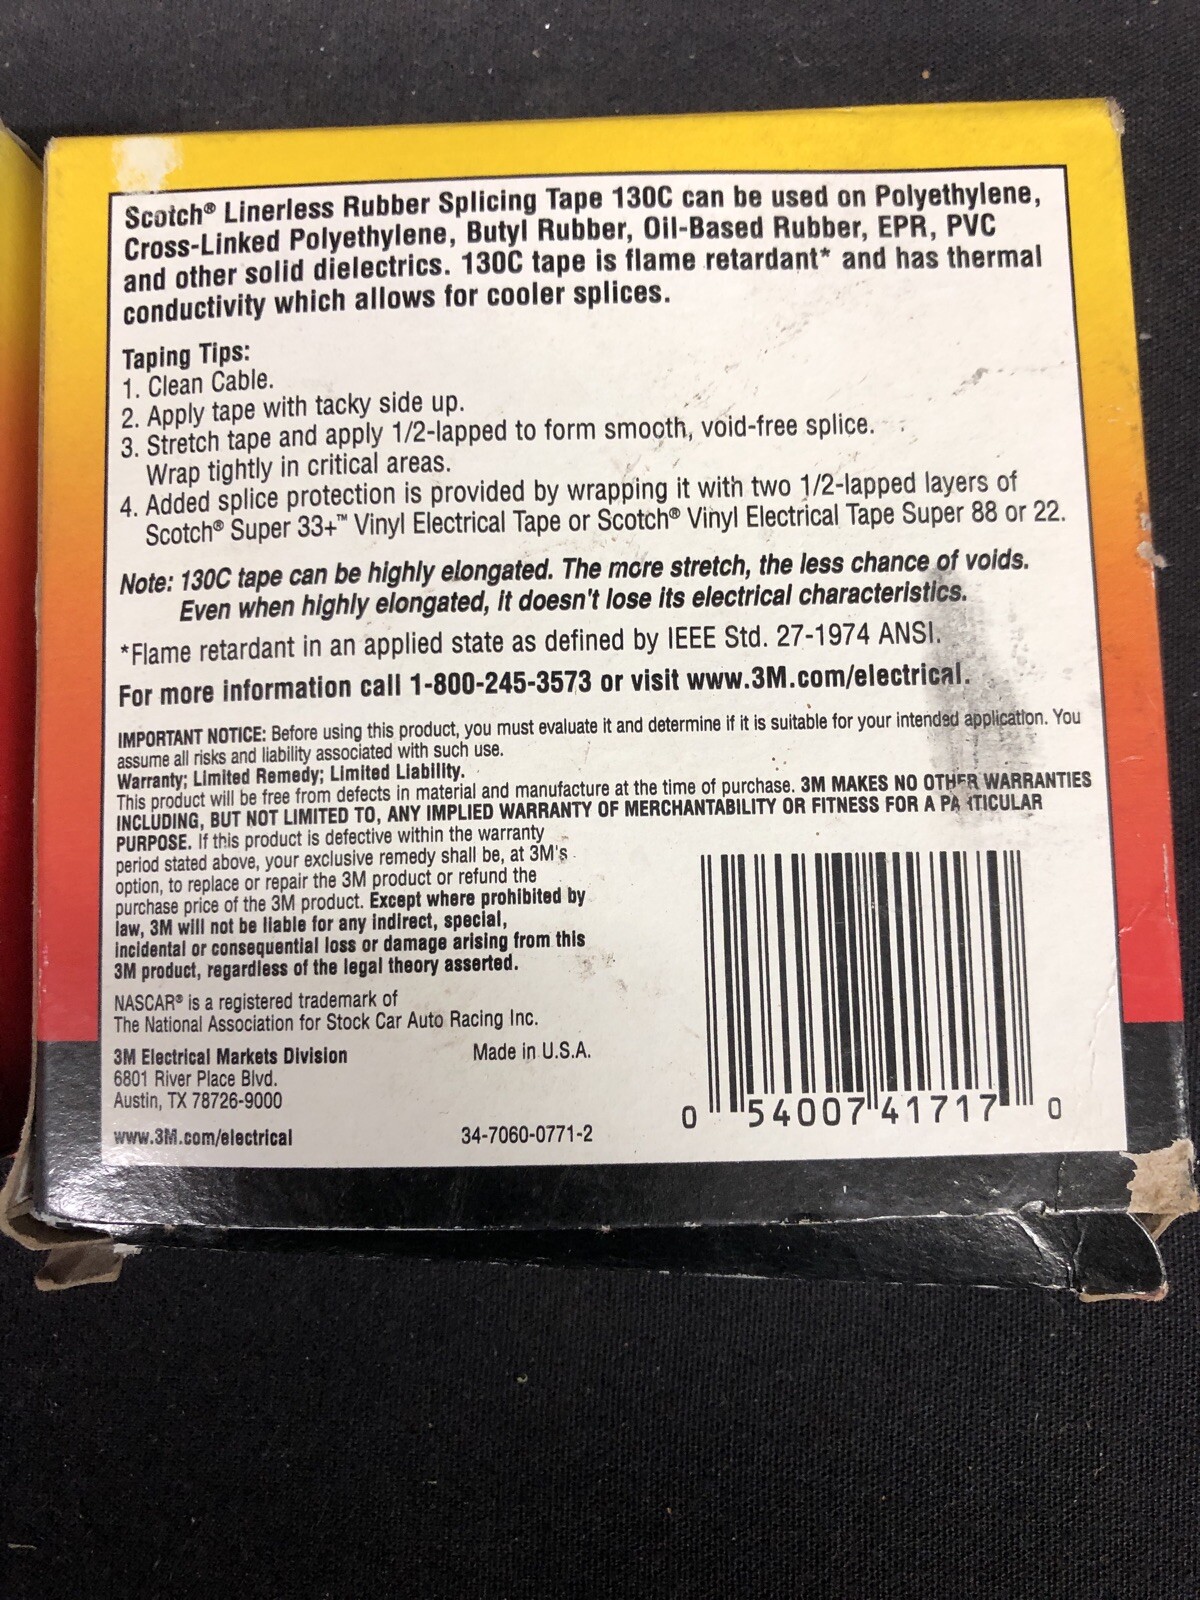 Scotch® Linerless Rubber Splicing Tape 130C can be used on Polyethylene,
Cross-Linked Polyethylene, Butyl Rubber, Oil-Based Rubber, EPR, PVC
and other solid dielectrics. 130C tape is flame retardant* and has thermal
conductivity which allows for cooler splices.
Taping Tips:
1. Clean Cable.
2. Apply tape with tacky side up.
3. Stretch tape and apply 1/2-lapped to form smooth, void-free splice.
Wrap tightly in critical areas.
4. Added splice protection is provided by wrapping it with two 1/2-lapped layers of
Scotch® Super 33+™ Vinyl Electrical Tape or Scotch® Vinyl Electrical Tape Super 88 or 22.
Note: 130C tape can be highly elongated. The more stretch, the less chance of voids.
Even when highly elongated, it doesn't lose its electrical characteristics.
*Flame retardant in an applied state as defined by IEEE Std. 27-1974 ANSI.
For more information call 1-800-245-3573 or visit www.3M.com/electrical.
IMPORTANT NOTICE: Before using this product, you must evaluate it and determine if it is suitable for your intended application. You
assume all risks and liability associated with such use.
Warranty; Limited Remedy; Limited Liability.
This product will be free from defects in material and manufacture at the time of purchase. 3M MAKES NO OTHER WARRANTIES
INCLUDING, BUT NOT LIMITED TO, ANY IMPLIED WARRANTY OF MERCHANTABILITY OR FITNESS FOR A PARTICULAR
PURPOSE. If this product is defective within the warranty
period stated above, your exclusive remedy shall be, at 3M's
option, to replace or repair the 3M product or refund the
purchase price of the 3M product. Except where prohibited by
law, 3M will not be liable for any indirect, special,
incidental or consequential loss or damage arising from this
3M product, regardless of the legal theory asserted.
NASCAR® is a registered trademark of
The National Association for Stock Car Auto Racing Inc.
3M Electrical Markets Division Made in U.S.A.
6801 River Place Blvd.
Austin, TX 78726-9000
www.3M.com/electrical 34-7060-0771-2
0 54007 41717 0